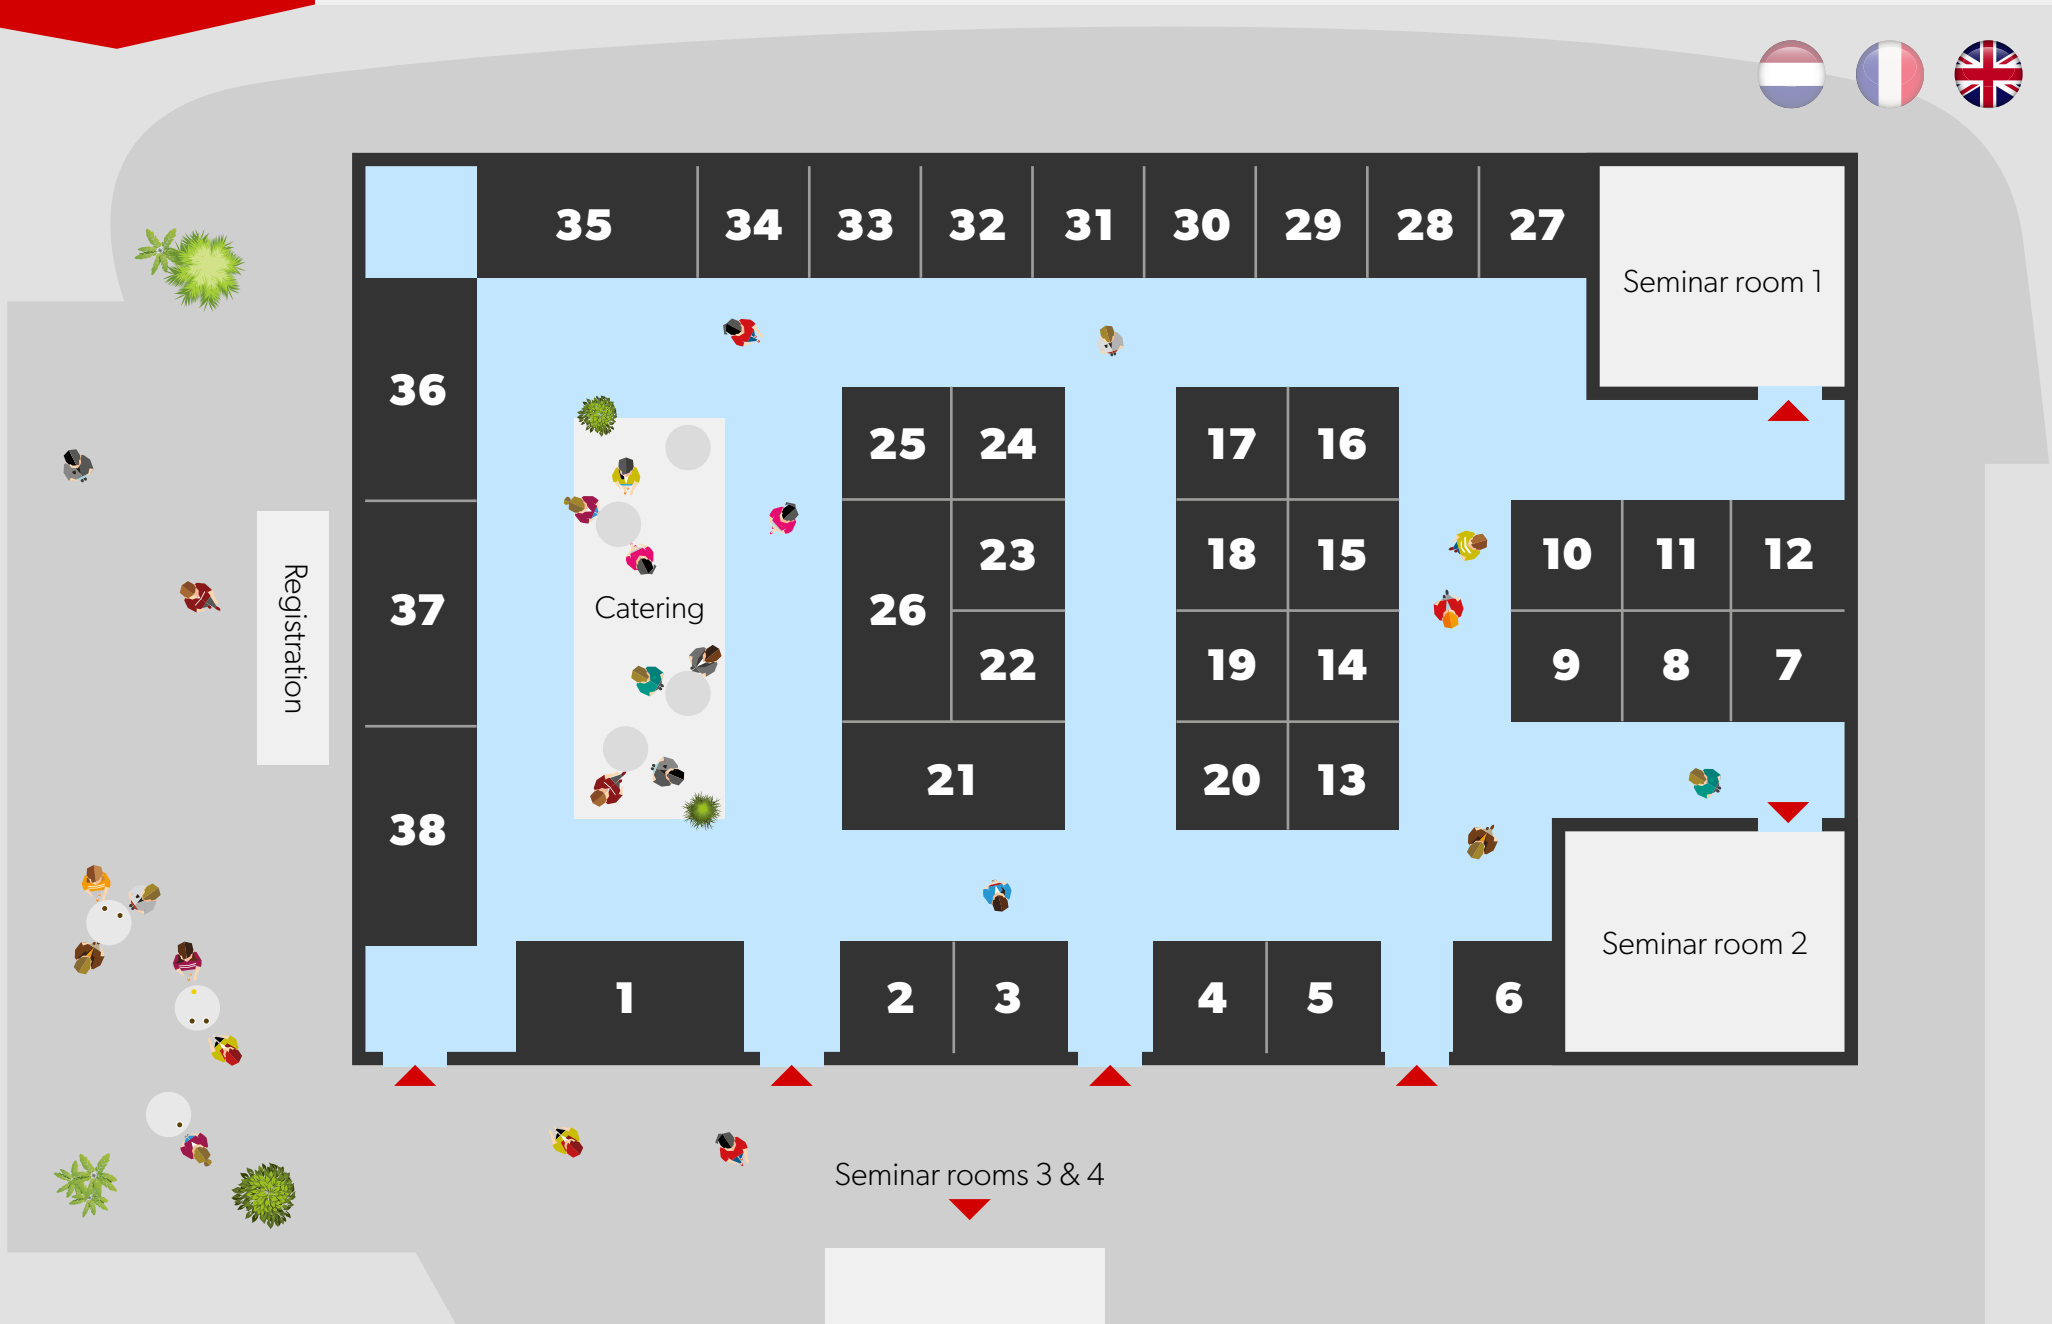 35 34 33 32 31 30 29 28 27
Seminar room 1
36
25 24 17 16
37
26
23 18 15 10 11 12
Catering
22 19 14 9 8 7
Registration
38
21 20 13
Seminar room 2
1 2 3 4 5 6
Seminar rooms 3 & 4